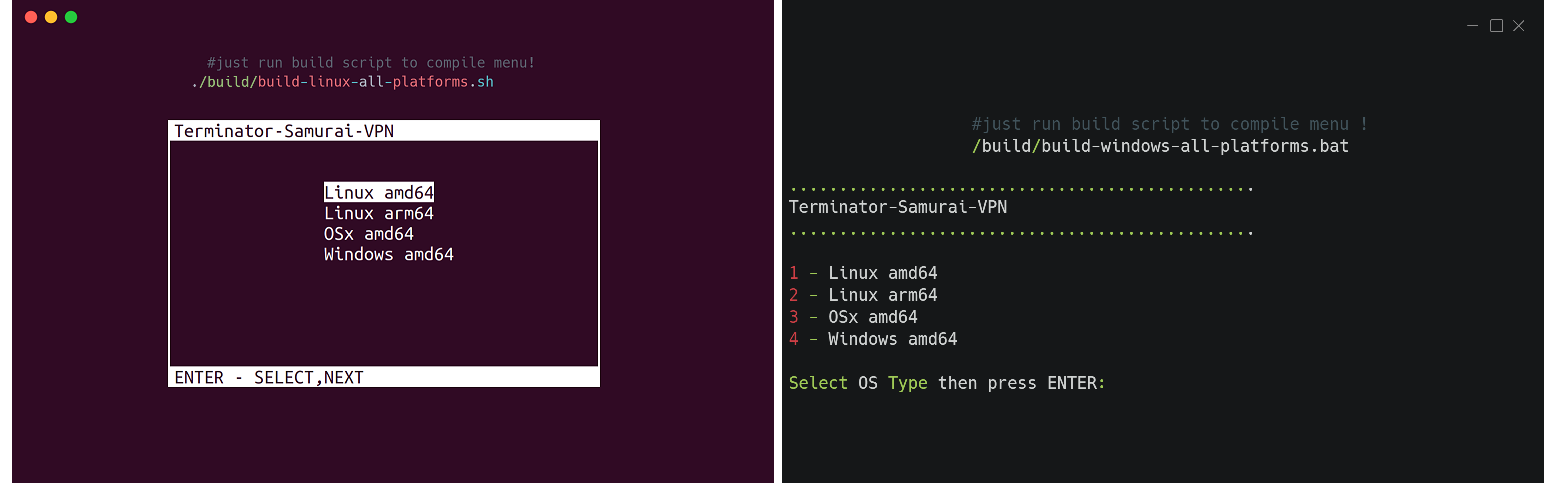 #just run build script to compile menu!
./build/build-linux-all-platforms.sh
Terminator-Samurai-VPN
Linux amd64
Linux arm64
OSx amd64
Windows amd64
ENTER - SELECT,NEXT
#just run build script to compile menu !
/build/build-windows-all-platforms.bat
...............................................
Terminator-Samurai-VPN
...............................................
1 - Linux amd64
2 - Linux arm64
3 - OSx amd64
4 - Windows amd64
Select OS Type then press ENTER: